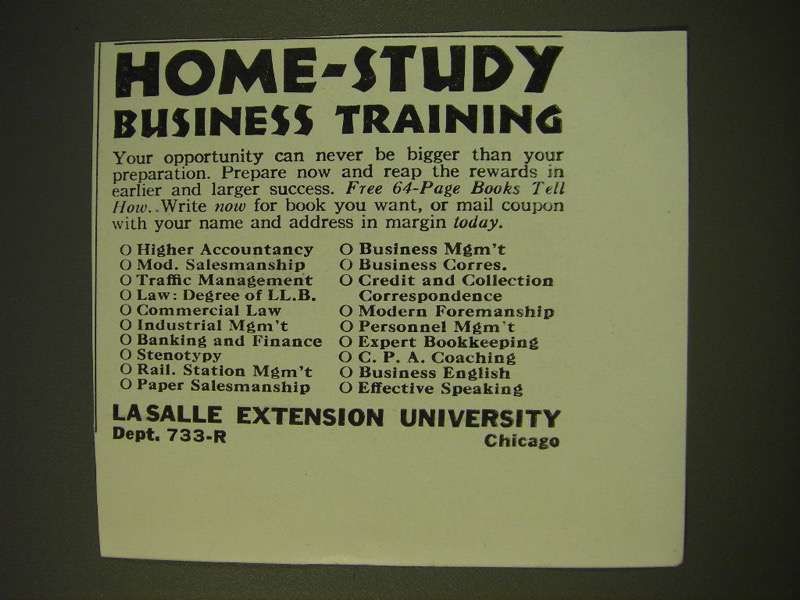 HOME-STUDY
BUSINESS TRAINING
Your opportunity can never be bigger than your
preparation. Prepare now and reap the rewards in
earlier and larger success. Free 64-Page Books Tell
How..Write now for book you want, or mail coupon
with your name and address in margin today.
O Higher Accountancy
O Mod. Salesmanship
O Traffic Management
O Law: Degree of LL.B.
O Commercial Law
O Industrial Mgm't
O Banking and Finance
O Stenotypy
O Rail. Station Mgm't
O Paper Salesmanship
O Business Mgm't
O Business Corres.
O Credit and Collection
Correspondence
O Modern Foremanship
O Personnel Mgm't
O Expert Bookkeeping
O C. P. A. Coaching
O Business English
O Effective Speaking
LASALLE EXTENSION UNIVERSITY
Dept. 733-R Chicago